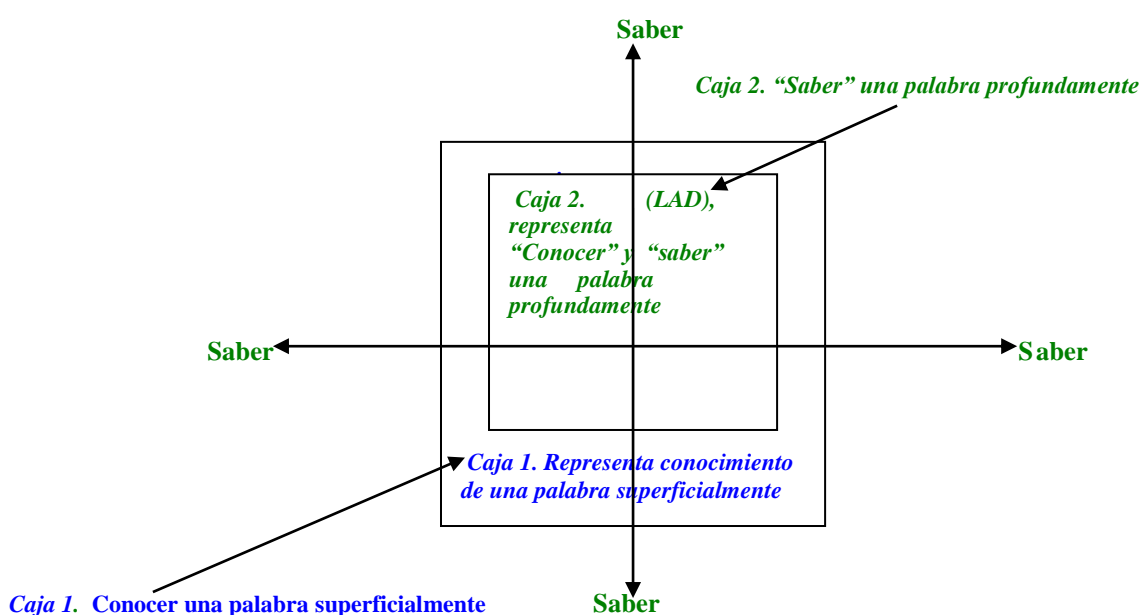 Saber
Caja 2. “Saber” una palabra profundamente
Caja 2. (LAD),
representa
“Conocer” y “saber”
una palabra
profundamente
Saber
Saber
Caja 1. Representa conocimiento
de una palabra superficialmente
Caja 1. Conocer una palabra superficialmente
Saber